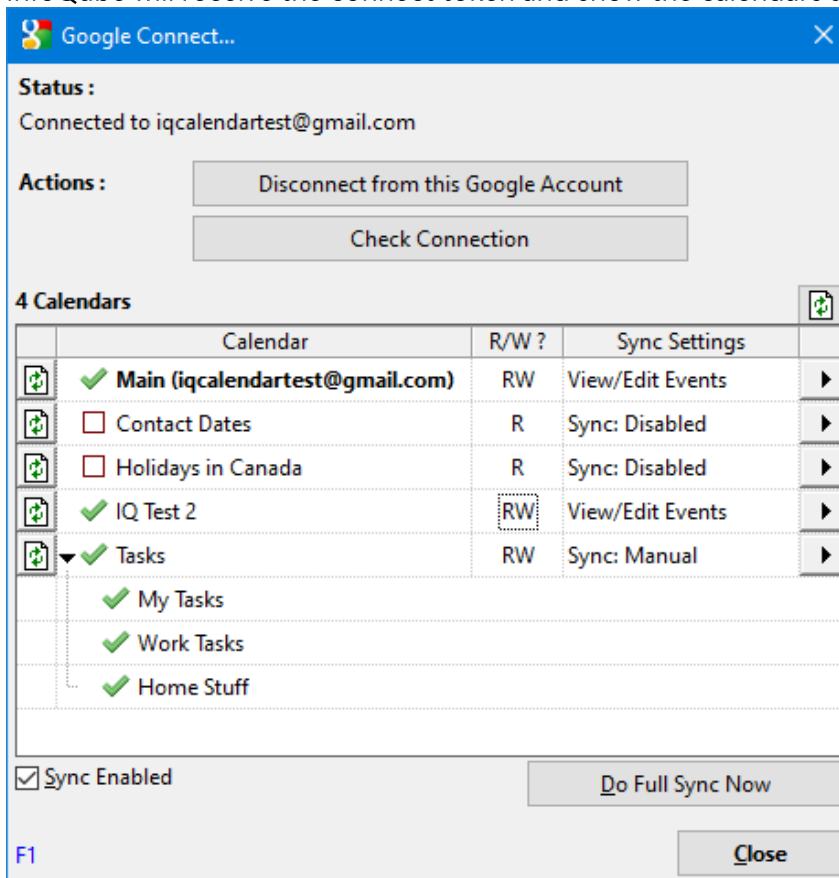 Google Connect...
Status :
Connected to iqcalendartest@gmail.com
Actions :
Disconnect from this Google Account
Check Connection
4 Calendars
Calendar R/W ? Sync Settings
Main (iqcalendartest@gmail.com) RW View/Edit Events
Contact Dates R Sync: Disabled
Holidays in Canada R Sync: Disabled
IQ Test 2 RW View/Edit Events
Tasks RW Sync: Manual
My Tasks
Work Tasks
Home Stuff
Sync Enabled Do Full Sync Now
F1 Close